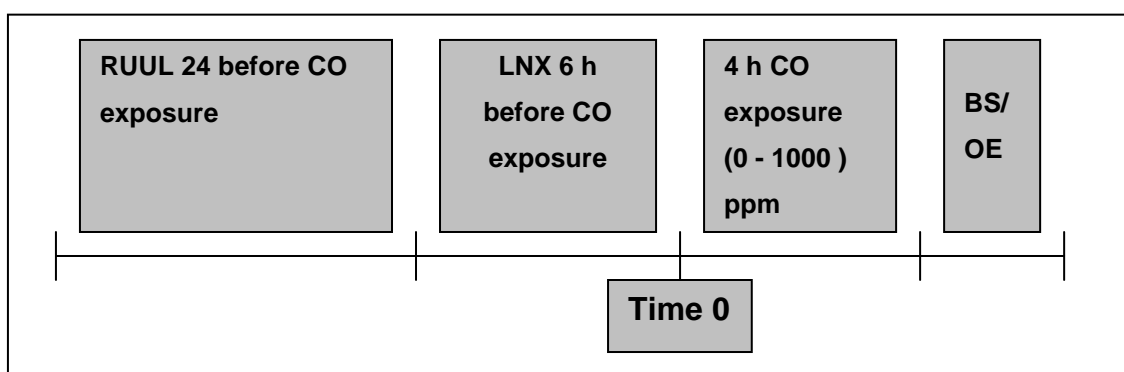 RUUL 24 before CO
exposure
LNX 6 h
before CO
exposure
4 h CO
exposure
(0 - 1000 )
ppm
BS/
OE
Time 0